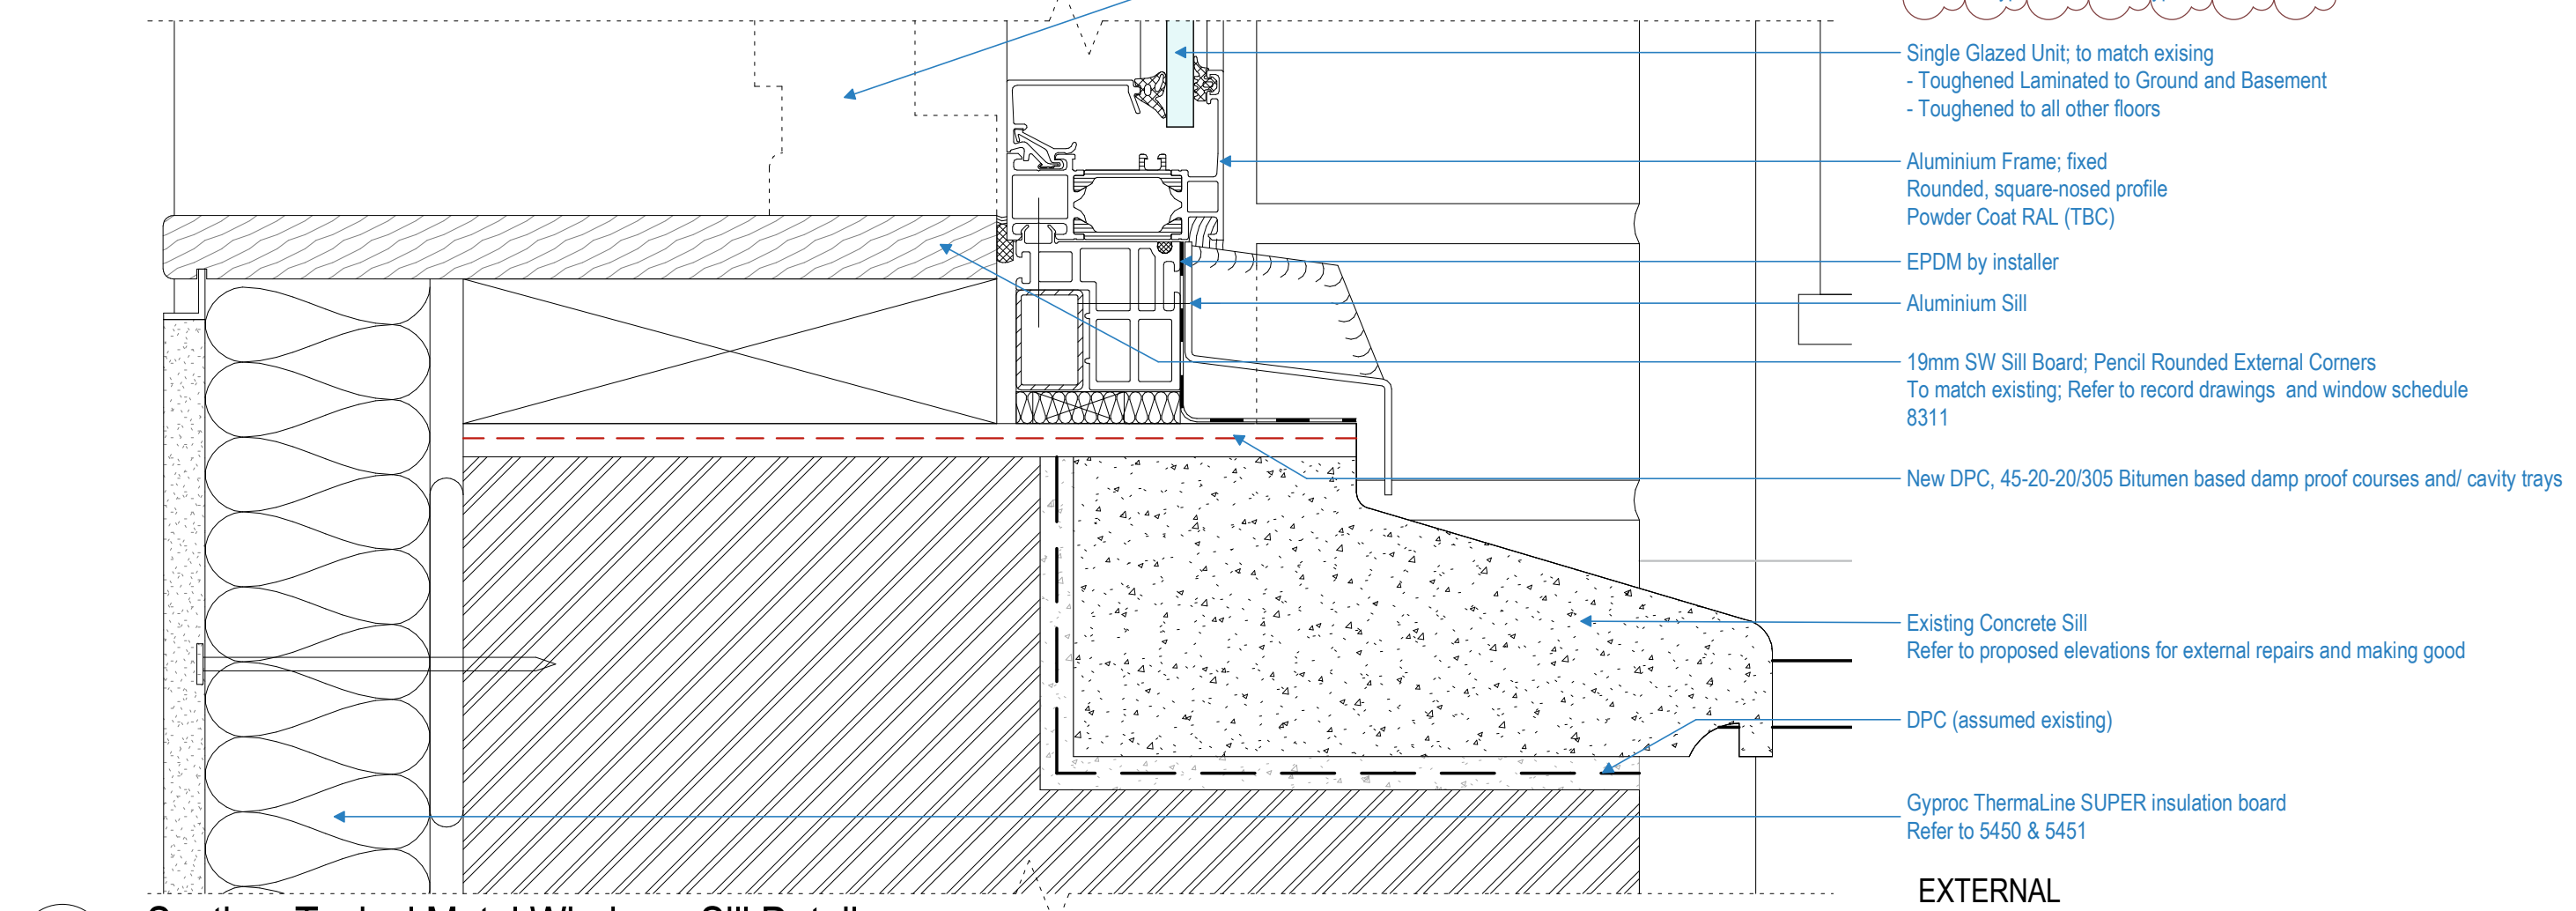 Single Glazed Unit; to match exising
- Toughened Laminated to Ground and Basement
- Toughened to all other floors
Aluminium Frame; fixed
Rounded, square-nosed profile
Powder Coat RAL (TBC)
EPDM by installer
Aluminium Sill
19mm SW Sill Board; Pencil Rounded External Corners
To match existing; Refer to record drawings and window schedule
8311
New DPC, 45-20-20/305 Bitumen based damp proof courses and/ cavity trays
Existing Concrete Sill
Refer to proposed elevations for external repairs and making good
DPC (assumed existing)
Gyproc ThermaLine SUPER insulation board
Refer to 5450 & 5451
EXTERNAL